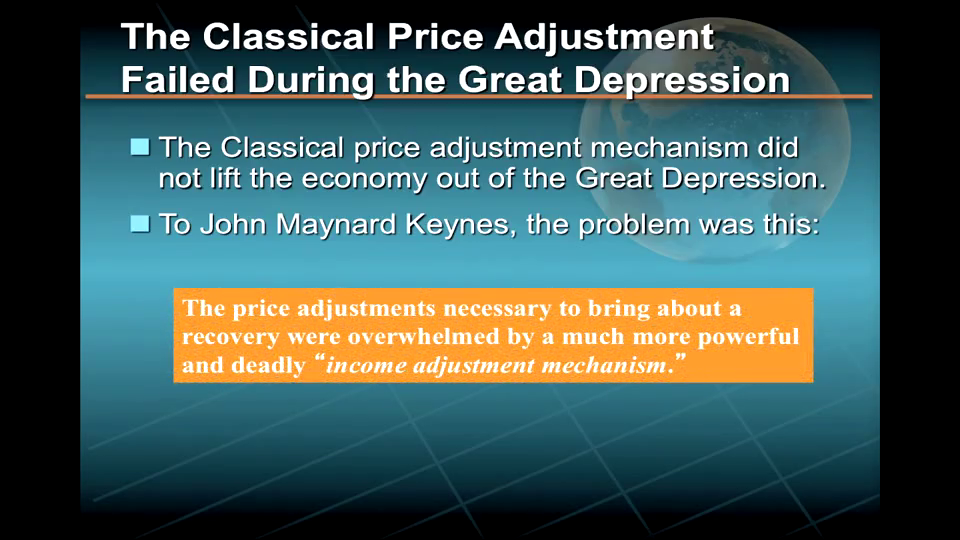 The Classical Price Adjustment
Failed During the Great Depression
The Classical price adjustment mechanism did
not lift the economy out of the Great Depression.
To John Maynard Keynes, the problem was this:
The price adjustments necessary to bring about a
recovery were overwhelmed by a much more powerful
and deadly “income adjustment mechanism.”